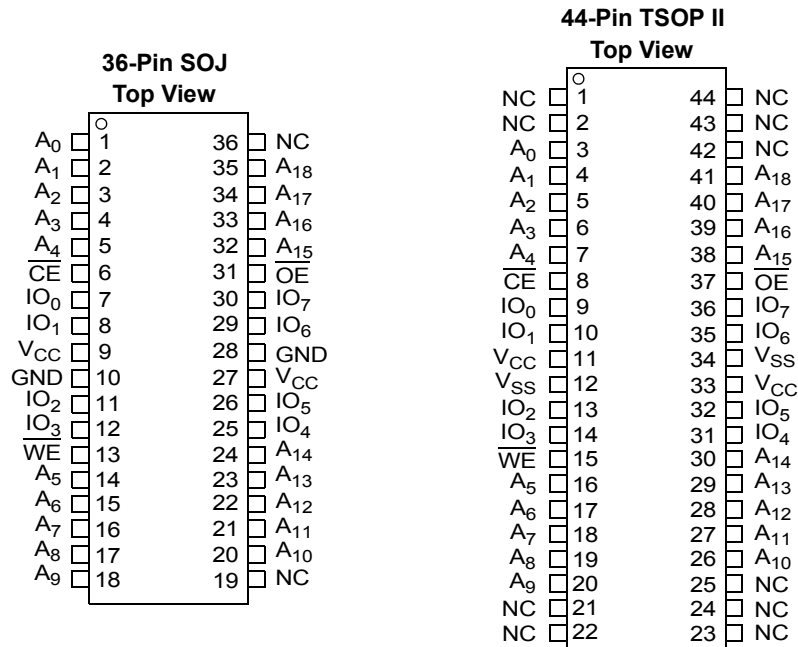 36-Pin SOJ
Top View
A0 1 36 NC
A1 2 35 A18
A2 3 34 A17
A3 4 33 A16
A4 5 32 A15
CE 6 31 OE
IO0 7 30 IO7
IO1 8 29 IO6
VCC 9 28 GND
GND 10 27 VCC
IO2 11 26 IO5
IO3 12 25 IO4
WE 13 24 A14
A5 14 23 A13
A6 15 22 A12
A7 16 21 A11
A8 17 20 A10
A9 18 19 NC
44-Pin TSOP II
Top View
NC 1 44 NC
NC 2 43 NC
A0 3 42 NC
A1 4 41 A18
A2 5 40 A17
A3 6 39 A16
A4 7 38 A15
CE 8 37 OE
IO0 9 36 IO7
IO1 10 35 IO6
VCC 11 34 VSS
VSS 12 33 VCC
IO2 13 32 IO5
IO3 14 31 IO4
WE 15 30 A14
A5 16 29 A13
A6 17 28 A12
A7 18 27 A11
A8 19 26 A10
A9 20 25 NC
NC 21 24 NC
NC 22 23 NC